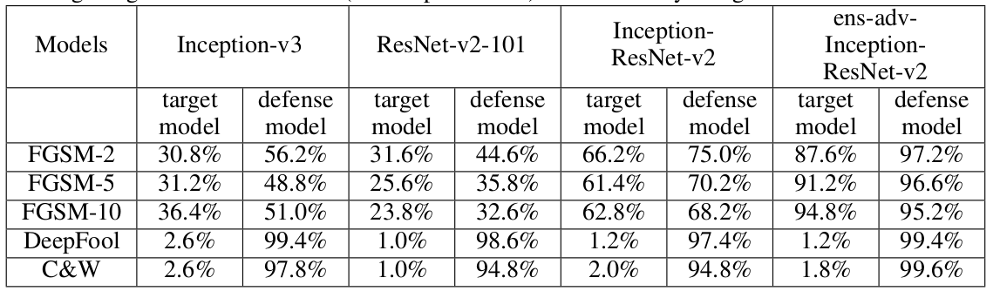 Models Inception-v3 ResNet-v2-101 Inception-ResNet-v2 ens-adv-Inception-ResNet-v2
target model defense model target model defense model target model defense model target model defense model
FGSM-2 30.8% 56.2% 31.6% 44.6% 66.2% 75.0% 87.6% 97.2%
FGSM-5 31.2% 48.8% 25.6% 35.8% 61.4% 70.2% 91.2% 96.6%
FGSM-10 36.4% 51.0% 23.8% 32.6% 62.8% 68.2% 94.8% 95.2%
DeepFool 2.6% 99.4% 1.0% 98.6% 1.2% 97.4% 1.2% 99.4%
C&W 2.6% 97.8% 1.0% 94.8% 2.0% 94.8% 1.8% 99.6%